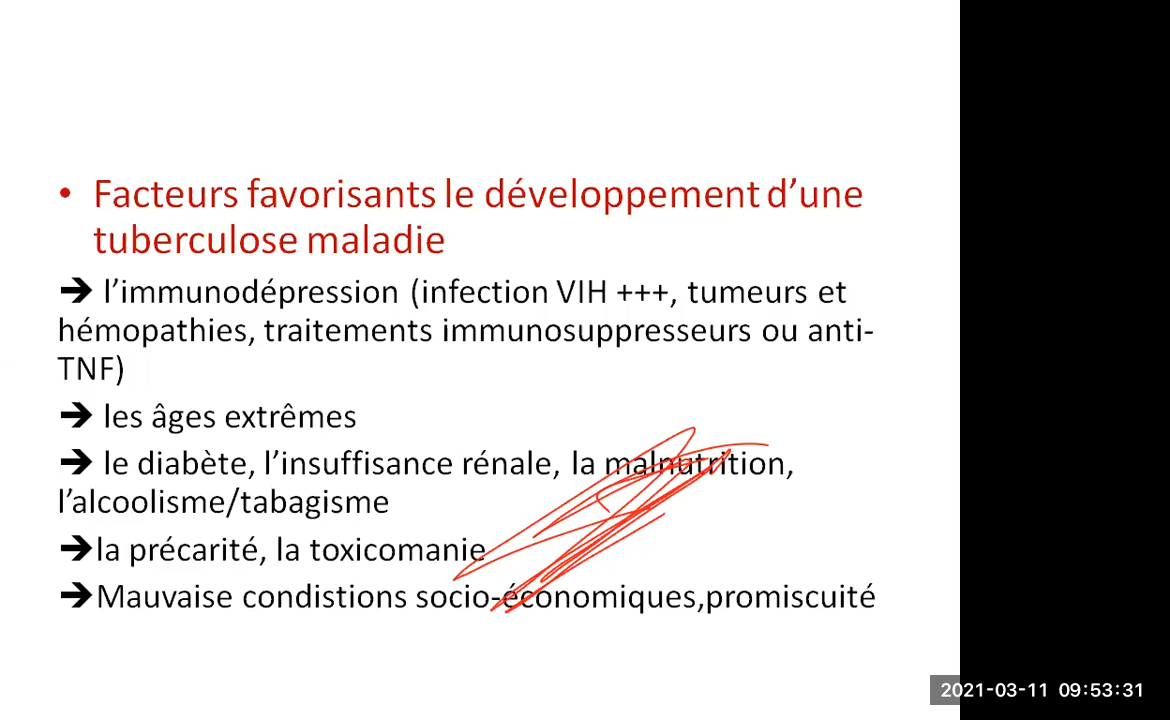 • Facteurs favorisants le développement d’une
tuberculose maladie
➔ l’immunodépression (infection VIH +++, tumeurs et
hémopathies, traitements immunosuppresseurs ou anti-
TNF)
➔ les âges extrêmes
➔ le diabète, l’insuffisance rénale, la malnutrition,
l’alcoolisme/tabagisme
➔la précarité, la toxicomanie
➔Mauvaise condistions socio-économiques,promiscuité
2021-03-11 09:53:31